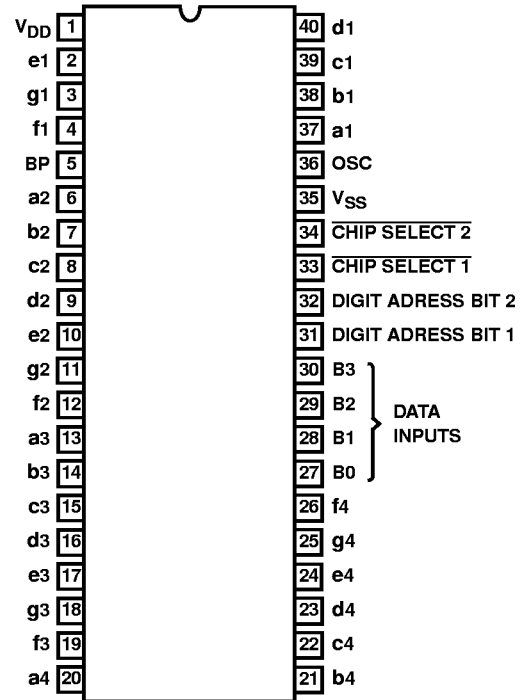 VDD 1 40 d1
e1 2 39 c1
g1 3 38 b1
f1 4 37 a1
BP 5 36 OSC
a2 6 35 VSS
b2 7 34 CHIP SELECT 2
c2 8 33 CHIP SELECT 1
d2 9 32 DIGIT ADRESS BIT 2
e2 10 31 DIGIT ADRESS BIT 1
g2 11 30 B3
f2 12 29 B2
a3 13 28 B1
b3 14 27 B0
DATA
INPUTS
c3 15 26 f4
d3 16 25 g4
e3 17 24 e4
g3 18 23 d4
f3 19 22 c4
a4 20 21 b4